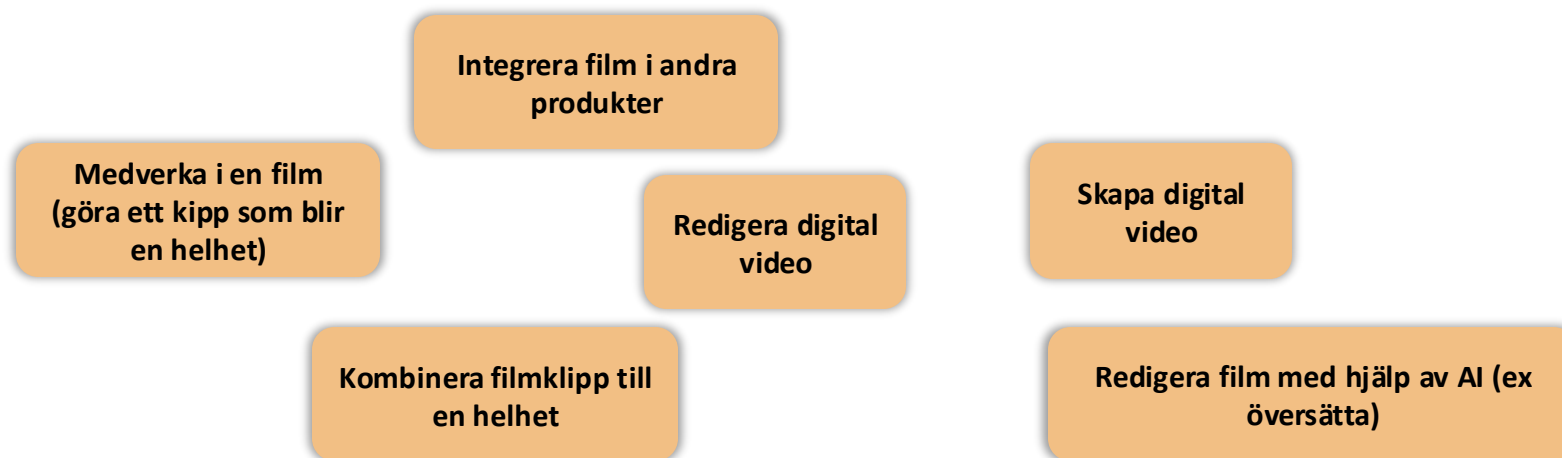 Integrera film i andra
produkter
Medverka i en film
(göra ett kipp som blir
en helhet)
Redigera digital
video
Skapa digital
video
Kombinera filmklipp till
en helhet
Redigera film med hjälp av AI (ex
översätta)